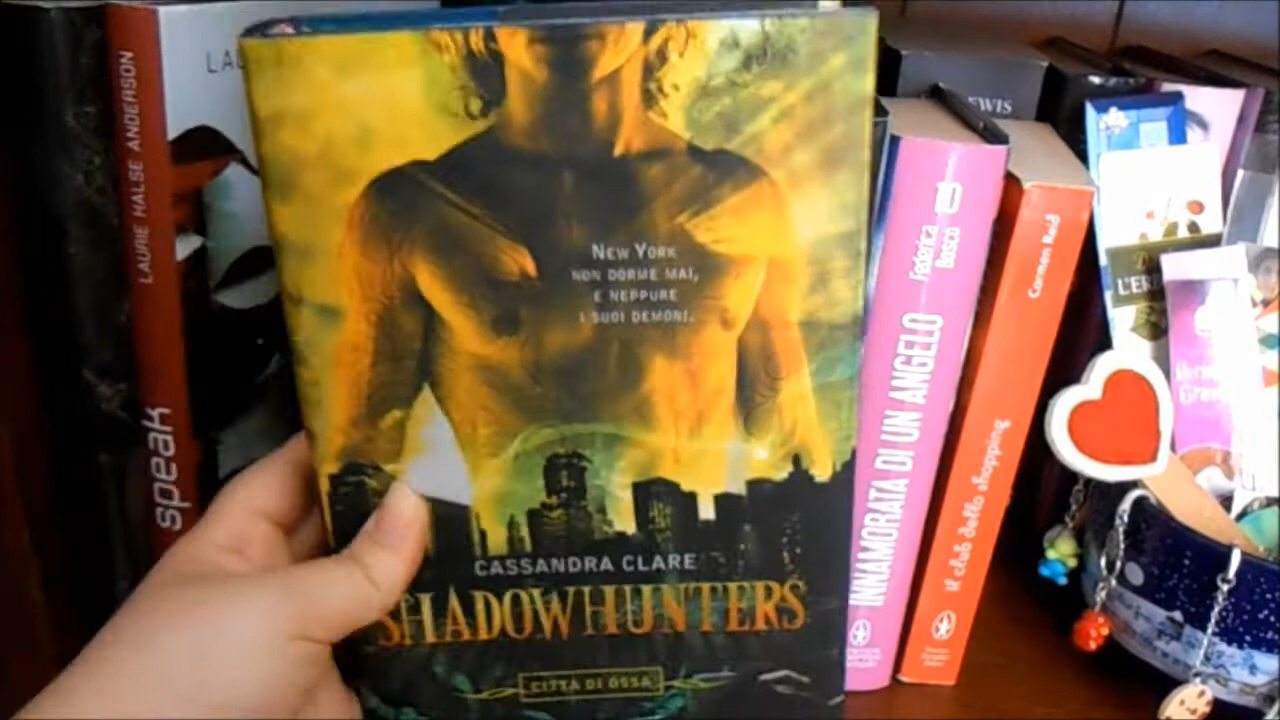 LAURIE HALSE ANDERSON
speak
NEW YORK
NON DORME MAI,
E NEPPURE
I SUOI DEMONI.
CASSANDRA CLARE
SHADOWHUNTERS
CITTÀ DI OSSA
Federica
Bosco
INNAMORATA DI UN ANGELO
Carmen Reid
Il club dello shopping